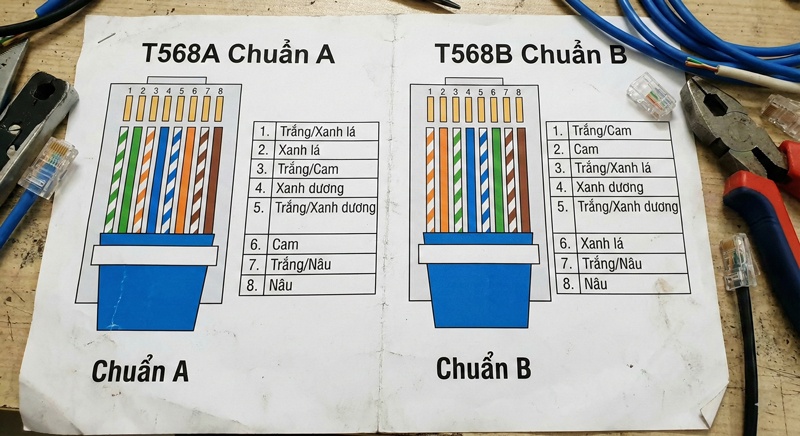 T568A Chuẩn A
1 2 3 4 5 6 7 8
1. Trắng/Xanh lá
2. Xanh lá
3. Trắng/Cam
4. Xanh dương
5. Trắng/Xanh dương
6. Cam
7. Trắng/Nâu
8. Nâu
Chuẩn A
T568B Chuẩn B
1 2 3 4 5 6 7 8
1. Trắng/Cam
2. Cam
3. Trắng/Xanh lá
4. Xanh dương
5. Trắng/Xanh dương
6. Xanh lá
7. Trắng/Nâu
8. Nâu
Chuẩn B